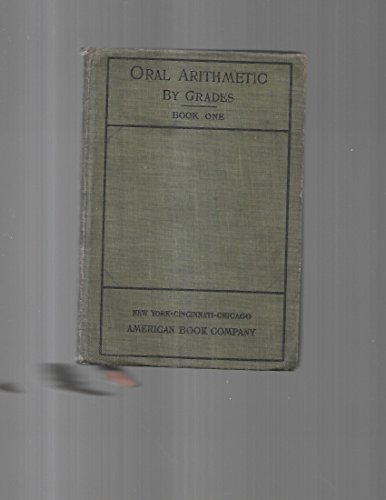 ORAL ARITHMETIC
BY GRADES
BOOK ONE
NEW YORK·CINCINNATI·CHICAGO
AMERICAN BOOK COMPANY